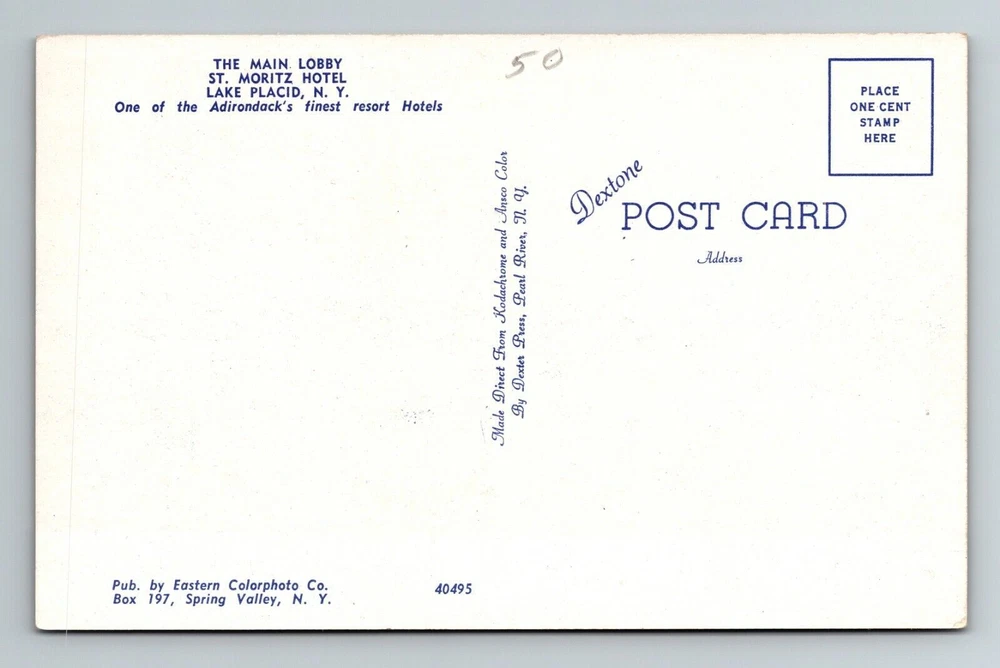 THE MAIN LOBBY
ST. MORITZ HOTEL
LAKE PLACID, N. Y.
One of the Adirondack's finest resort Hotels
50
PLACE
ONE CENT
STAMP
HERE
Dextone
POST CARD
Address
Made Direct From Kodachrome and Ansco Color
By Dexter Press, Pearl River, N. Y.
Pub. by Eastern Colorphoto Co.
Box 197, Spring Valley, N. Y.
40495